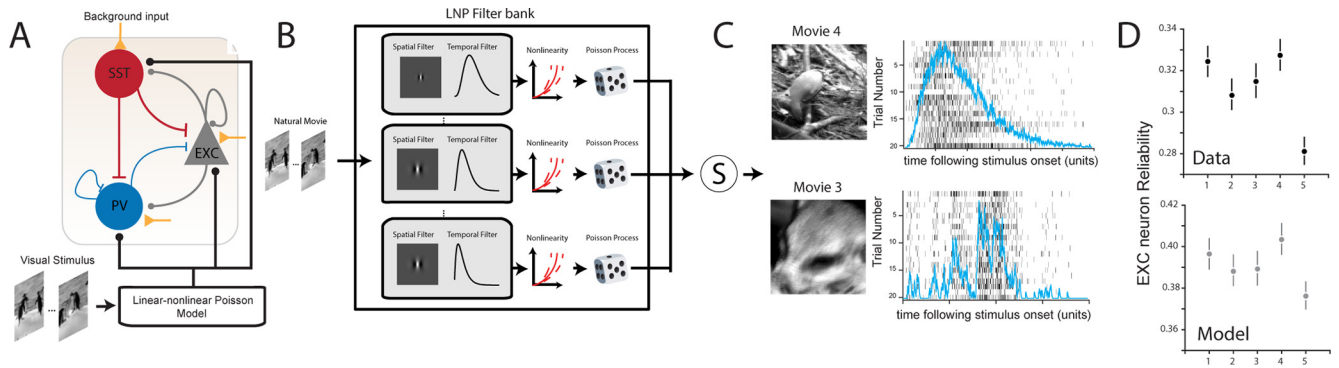 A
Background input
SST
EXC
PV
Visual Stimulus
...
Linear-nonlinear Poisson
Model
B
LNP Filter bank
Natural Movie
...
Spatial Filter Temporal Filter Nonlinearity Poisson Process
Spatial Filter Temporal Filter Nonlinearity Poisson Process
Spatial Filter Temporal Filter Nonlinearity Poisson Process
S
C
Movie 4
Trial Number
5
10
15
20
time following stimulus onset (units)
Movie 3
Trial Number
5
10
15
20
time following stimulus onset (units)
D
EXC neuron Reliability
0.32
0.3
0.28
Data
1 2 3 4 5
0.42
0.40
0.38
0.36
Model
1 2 3 4 5